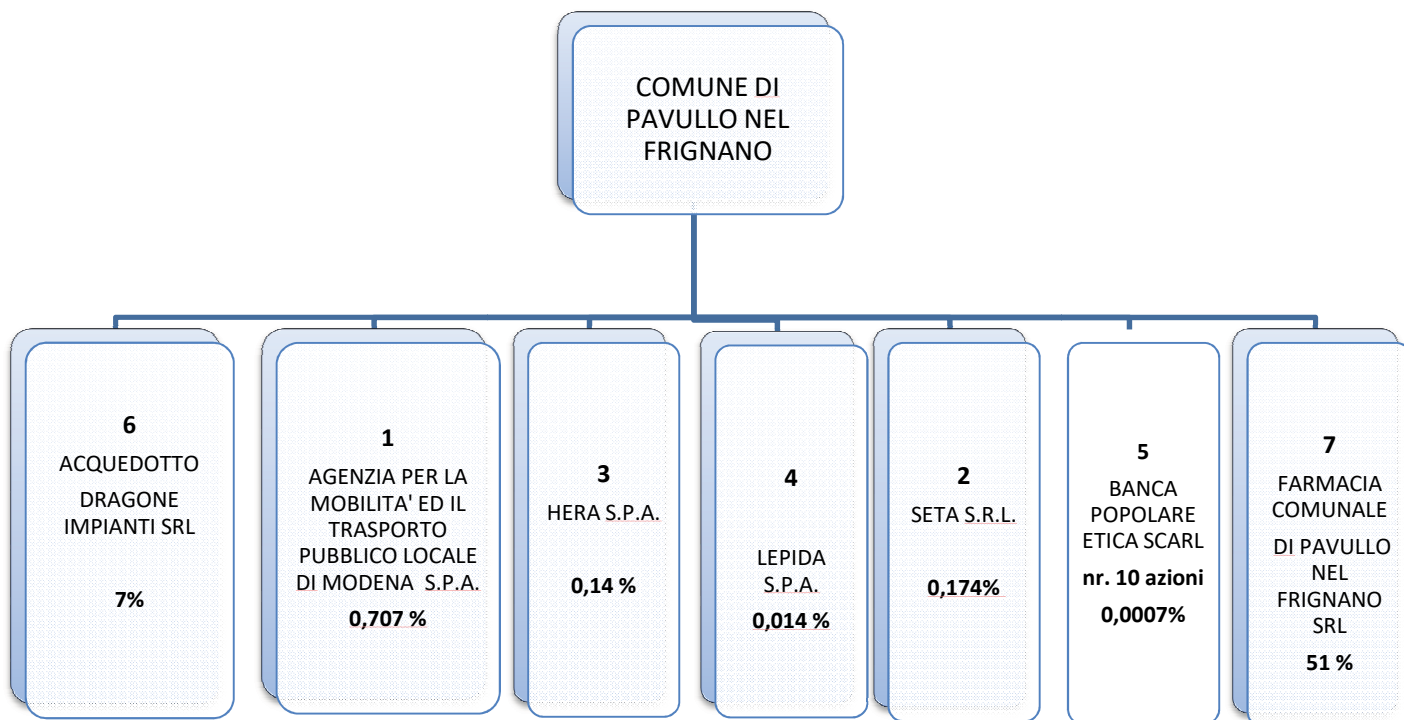 COMUNE DI
PAVULLO NEL
FRIGNANO
6
ACQUEDOTTO
DRAGONE
IMPIANTI SRL
7%
1
AGENZIA PER LA
MOBILITA' ED IL
TRASPORTO
PUBBLICO LOCALE
DI MODENA S.P.A.
0,707 %
3
HERA S.P.A.
0,14 %
4
LEPIDA
S.P.A.
0,014 %
2
SETA S.R.L.
0,174%
5
BANCA
POPOLARE
ETICA SCARL
nr. 10 azioni
0,0007%
7
FARMACIA
COMUNALE
DI PAVULLO
NEL
FRIGNANO
SRL
51 %